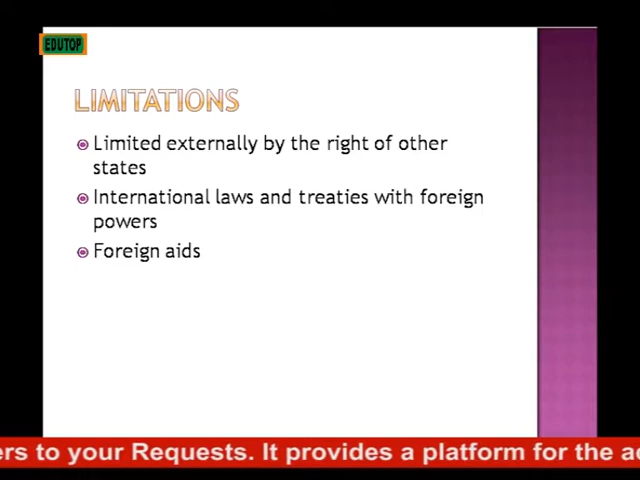 EDUTOP
LIMITATIONS
Limited externally by the right of other
states
International laws and treaties with foreign
powers
Foreign aids
to your Requests. It provides a platform for the